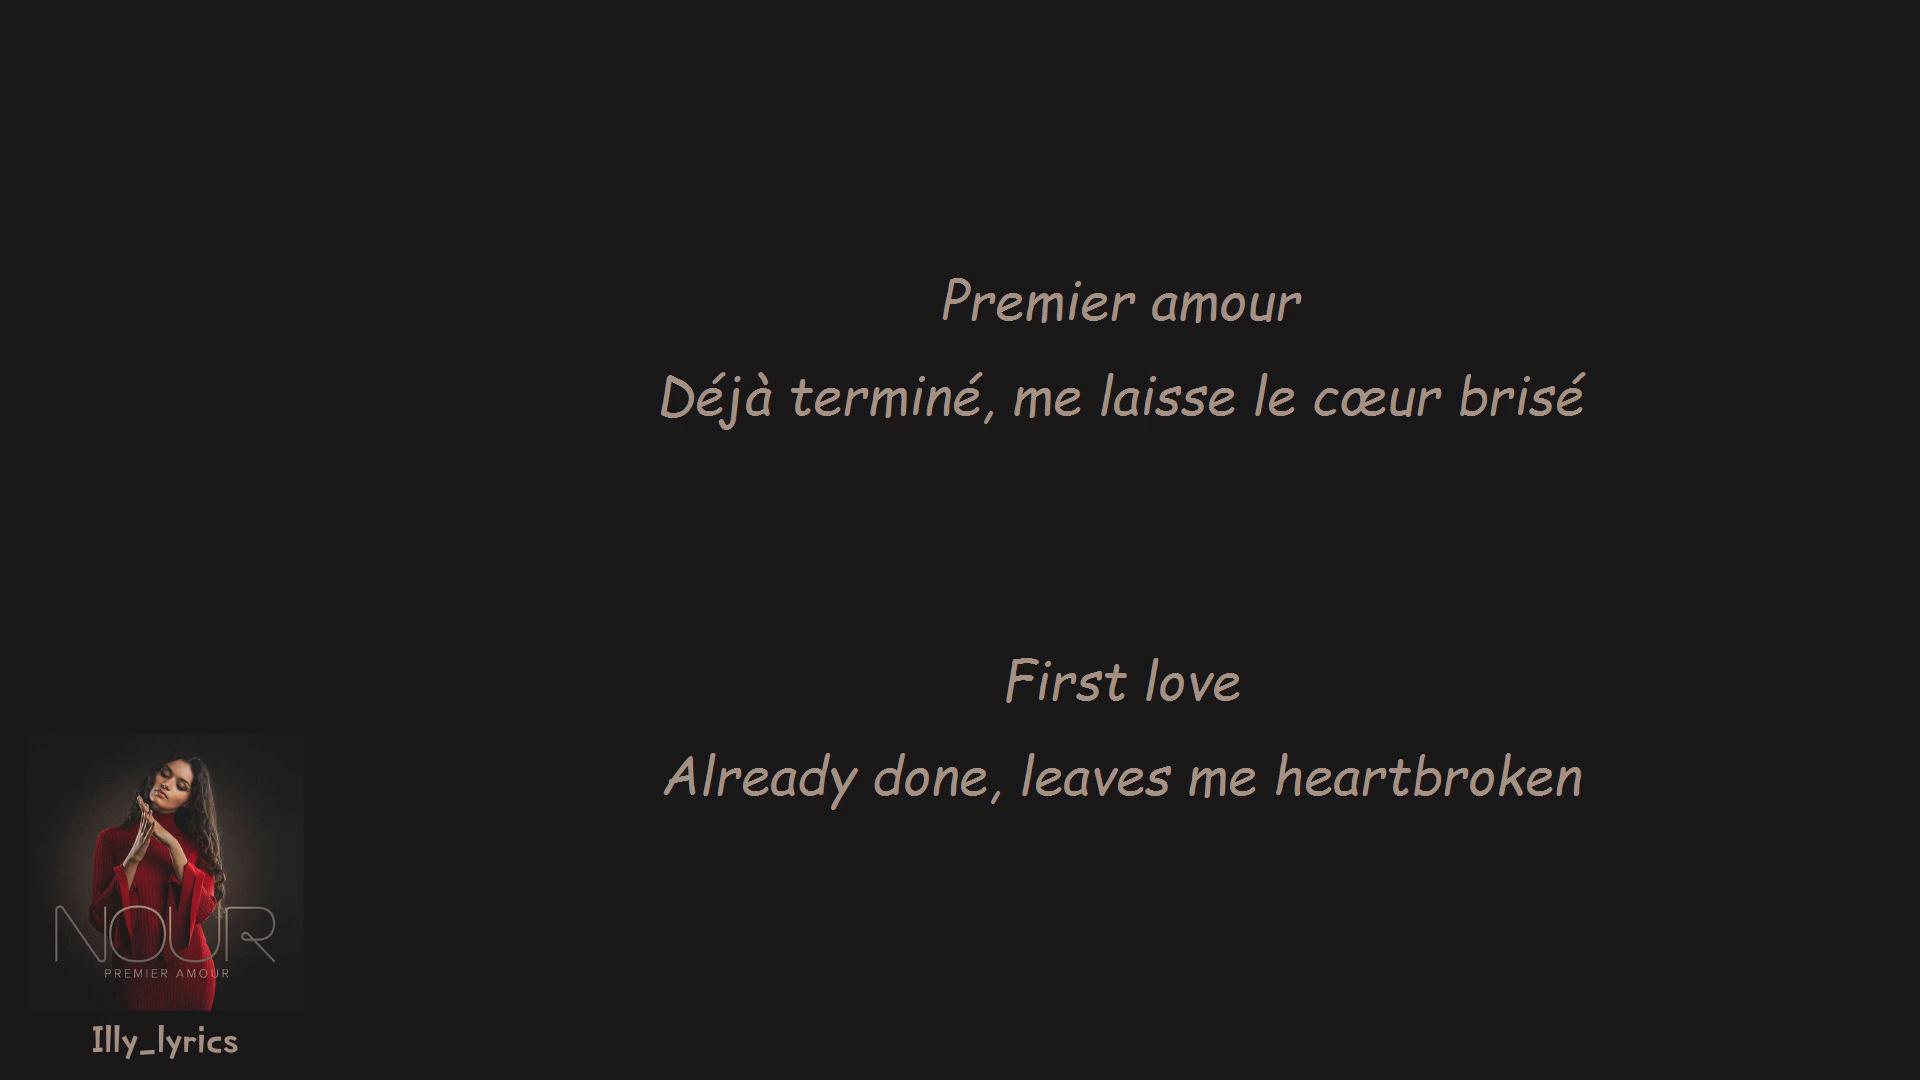 Premier amour
Déjà terminé, me laisse le cœur brisé
First love
Already done, leaves me heartbroken
NOUR
PREMIER AMOUR
Illy_lyrics